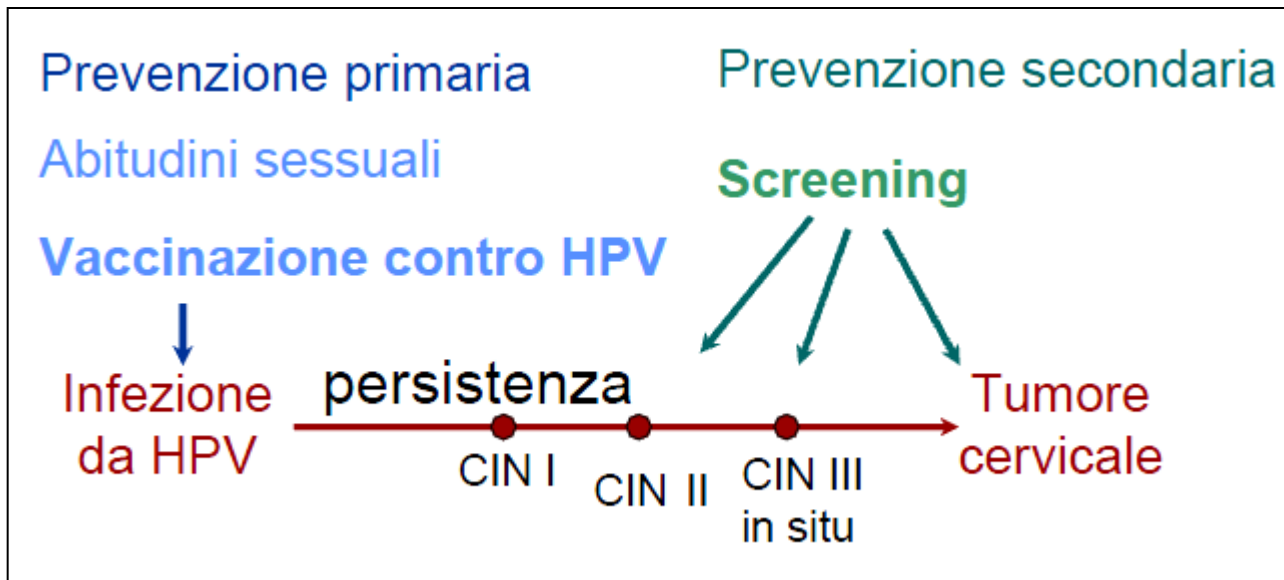 Prevenzione primaria
Abitudini sessuali
Vaccinazione contro HPV
Prevenzione secondaria
Screening
Infezione
da HPV
persistenza
CIN I
CIN II
CIN III
in situ
Tumore
cervicale